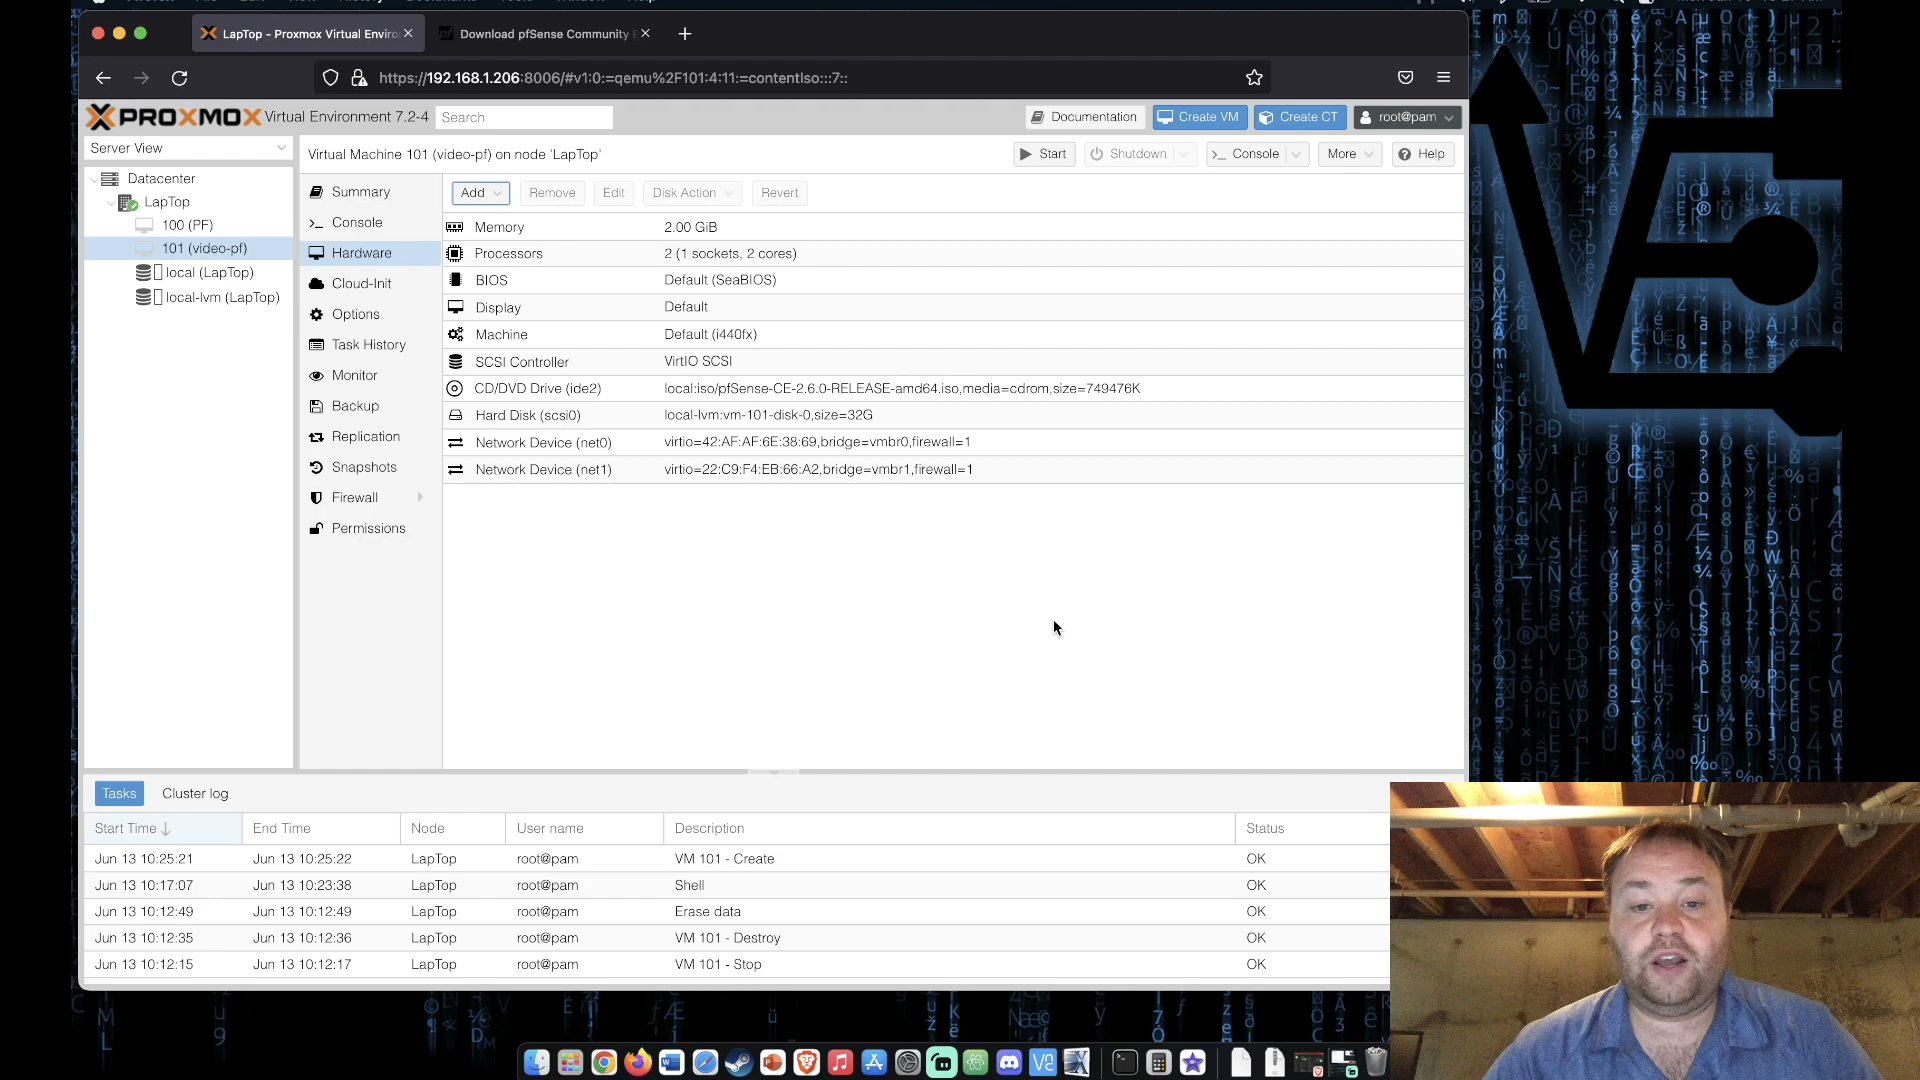 LapTop - Proxmox Virtual Enviro
Download pfSense Community E
https://192.168.1.206:8006/#v1:0:=qemu%2F101:4:11:=contentIso:::7::
PROXMOX Virtual Environment 7.2-4
Search
Documentation
Create VM
Create CT
root@pam
Server View
Virtual Machine 101 (video-pf) on node 'LapTop'
Start
Shutdown
Console
More
Help
Datacenter
LapTop
100 (PF)
101 (video-pf)
local (LapTop)
local-lvm (LapTop)
Summary
Console
Hardware
Cloud-Init
Options
Task History
Monitor
Backup
Replication
Snapshots
Firewall
Permissions
Add
Remove
Edit
Disk Action
Revert
Memory 2.00 GiB
Processors 2 (1 sockets, 2 cores)
BIOS Default (SeaBIOS)
Display Default
Machine Default (i440fx)
SCSI Controller VirtIO SCSI
CD/DVD Drive (ide2) local:iso/pfSense-CE-2.6.0-RELEASE-amd64.iso,media=cdrom,size=749476K
Hard Disk (scsi0) local-lvm:vm-101-disk-0,size=32G
Network Device (net0) virtio=42:AF:AF:6E:38:69,bridge=vmbr0,firewall=1
Network Device (net1) virtio=22:C9:F4:EB:66:A2,bridge=vmbr1,firewall=1
Tasks
Cluster log
Start Time End Time Node User name Description Status
Jun 13 10:25:21 Jun 13 10:25:22 LapTop root@pam VM 101 - Create OK
Jun 13 10:17:07 Jun 13 10:23:38 LapTop root@pam Shell OK
Jun 13 10:12:49 Jun 13 10:12:49 LapTop root@pam Erase data OK
Jun 13 10:12:35 Jun 13 10:12:36 LapTop root@pam VM 101 - Destroy OK
Jun 13 10:12:15 Jun 13 10:12:17 LapTop root@pam VM 101 - Stop OK